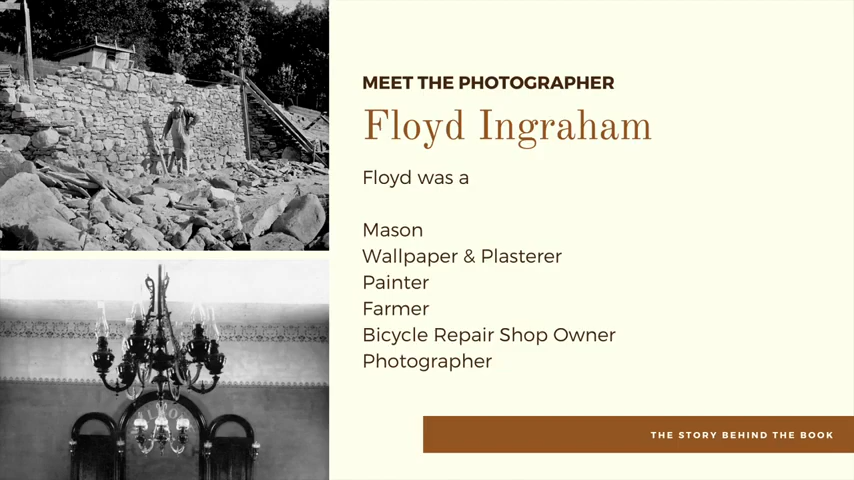 MEET THE PHOTOGRAPHER
Floyd Ingraham
Floyd was a
Mason
Wallpaper & Plasterer
Painter
Farmer
Bicycle Repair Shop Owner
Photographer
THE STORY BEHIND THE BOOK